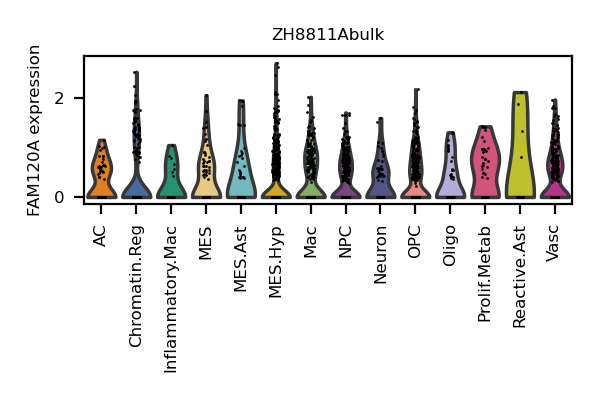 ZH8811Abulk
FAM120A expression
2
0
AC
Chromatin.Reg
Inflammatory.Mac
MES
MES.Ast
MES.Hyp
Mac
NPC
Neuron
OPC
Oligo
Prolif.Metab
Reactive.Ast
Vasc